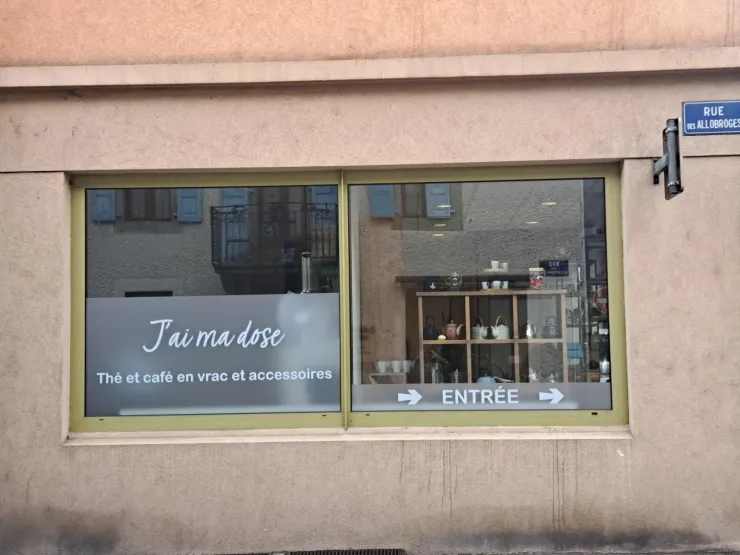 RUE
DES ALLOBROGES
J'ai ma dose
Thé et café en vrac et accessoires
ENTRÉE